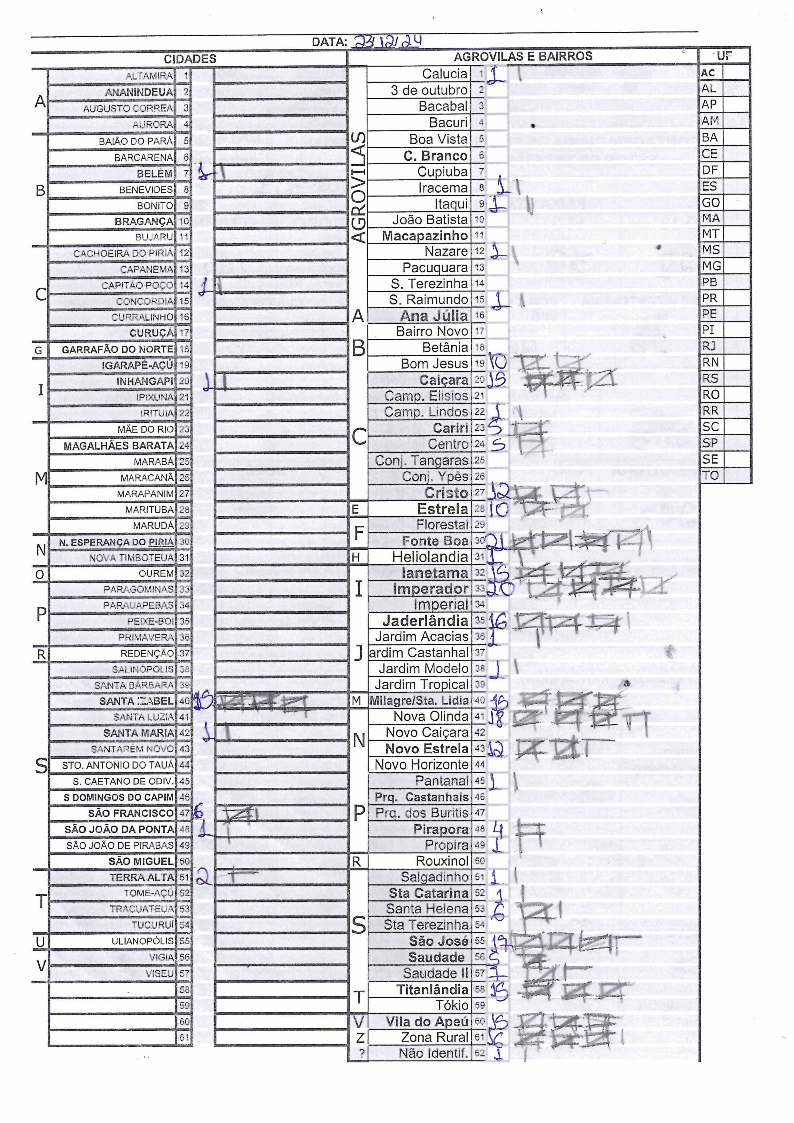 DATA: 23/12/24
CIDADES
A
ALTAMIRA 1
ANANINDEUA 2
AUGUSTO CORREA 3
AURORA 4
B
BAIÃO DO PARÁ 5
BARCARENA 6
BELÉM 7 1
BENEVIDES 8
BONITO 9
BRAGANÇA 10
BUJARU 11
C
CACHOEIRA DO PIRIA 12
CAPANEMA 13
CAPITÃO POÇO 14 1
CONCORDIA 15
CURRALINHO 16
CURUÇA 17
G GARRAFÃO DO NORTE 18
I
IGARAPÉ-AÇÚ 19
INHANGAPI 20 1
IPIXUNA 21
IRITUIA 22
M
MÃE DO RIO 23
MAGALHÃES BARATA 24
MARABÁ 25
MARACANÃ 26
MARAPANIM 27
MARITUBA 28
MARUDÁ 29
N
N. ESPERANÇA DO PIRIA 30
NOVA TIMBOTEUA 31
O OUREM 32
P
PARAGOMINAS 33
PARAUAPEBAS 34
PEIXE-BOI 35
PRIMAVERA 36
R REDENÇÃO 37
S
SALINÓPOLIS 38
SANTA BÁRBARA 39
SANTA IZABEL 40 15
SANTA LUZIA 41
SANTA MARIA 42 1
SANTARÉM NOVO 43
STO. ANTONIO DO TAUÁ 44
S. CAETANO DE ODIV. 45
S DOMINGOS DO CAPIM 46
SÃO FRANCISCO 47 6
SÃO JOÃO DA PONTA 48 1
SÃO JOÃO DE PIRABAS 49
SÃO MIGUEL 50
T
TERRA ALTA 51 2
TOME-AÇÚ 52
TRACUATEUA 53
TUCURUÍ 54
U ULIANOPÓLIS 55
V
VIGIA 56
VISEU 57
58
59
60
61
AGROVILAS E BAIRROS
AGROVILAS
Calucia 1 1
3 de outubro 2
Bacabal 3
Bacuri 4
Boa Vista 5
C. Branco 6
Cupiuba 7
Iracema 8 1
Itaqui 9 1
João Batista 10
Macapazinho 11
Nazare 12 1
Pacuquara 13
S. Terezinha 14
S. Raimundo 15 1
A Ana Júlia 16
B
Bairro Novo 17
Betânia 18
Bom Jesus 19 10
C
Caiçara 20 15
Camp. Elísios 21
Camp. Lindos 22 1
Cariri 23 5
Centro 24 5
Conj. Tangaras 25
Conj. Ypês 26
Cristo 27 12
E Estrela 28 10
F
Florestal 29
Fonte Boa 30 21
H Heliolandia 31 1
I
Ianetama 32 15
Imperador 33 20
Imperial 34
J
Jaderlândia 35 16
Jardim Acacias 36 1
ardim Castanhal 37
Jardim Modelo 38 1
Jardim Tropical 39
M Milagre/Sta. Lidia 40 15
N
Nova Olinda 41 18
Novo Caiçara 42
Novo Estrela 43 12
Novo Horizonte 44
P
Pantanal 45 1
Prq. Castanhais 46
Prq. dos Buritis 47
Pirapora 48 4
Propira 49 1
R Rouxinol 50
S
Salgadinho 51 1
Sta Catarina 52 1
Santa Helena 53 6
Sta Terezinha 54
São José 55 19
Saudade 56 5
Saudade II 57
T
Titanlândia 58 15
Tókio 59
V Vila do Apeú 60 15
Z Zona Rural 61
? Não Identif. 62 1
UF
AC
AL
AP
AM
BA
CE
DF
ES
GO
MA
MT
MS
MG
PB
PR
PE
PI
RJ
RN
RS
RO
RR
SC
SP
SE
TO